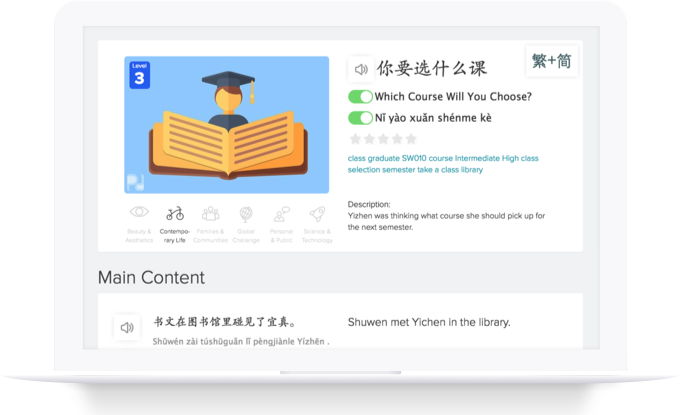 Level
3
你要选什么课
繁+简
Which Course Will You Choose?
Nǐ yào xuǎn shénme kè
class graduate SW010 course Intermediate High class
selection semester take a class library
Description:
Yizhen was thinking what course she should pick up for
the next semester.
Beauty &
Aesthetics
Contempo-
rary Life
Families &
Communities
Global
Challenge
Personal
& Public
Science &
Technology
Main Content
书文在图书馆里碰见了宜真。
Shūwén zài túshūguǎn lǐ pèngjiànle Yízhēn .
Shuwen met Yichen in the library.